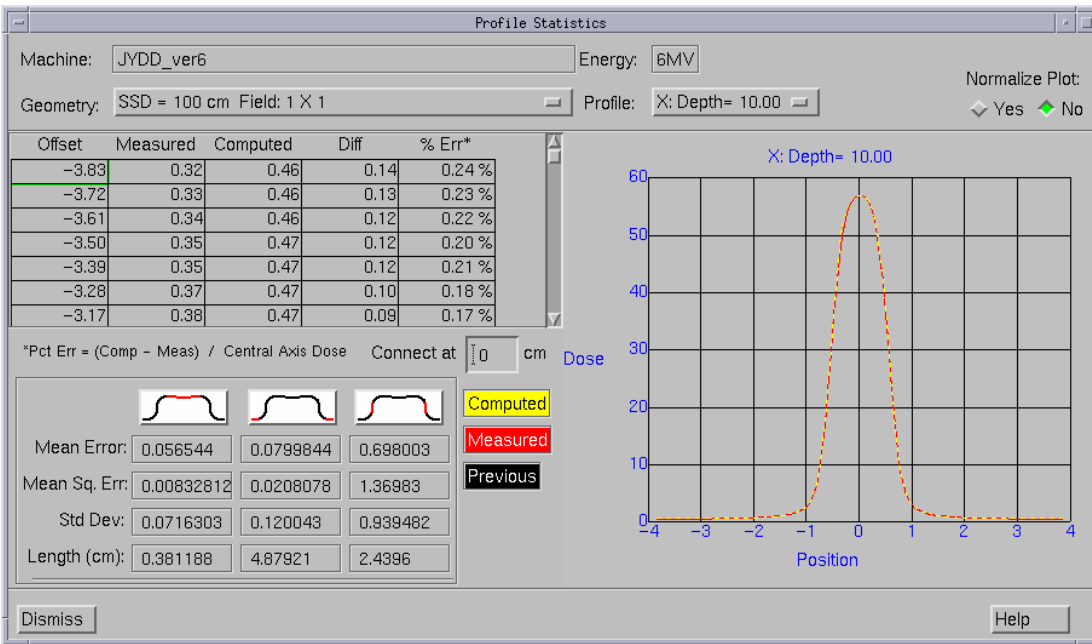 Profile Statistics
Machine: JYDD_ver6 Energy: 6MV
Geometry: SSD = 100 cm Field: 1 X 1 Profile: X: Depth= 10.00
Normalize Plot:
Yes No
Offset Measured Computed Diff % Err*
−3.83 0.32 0.46 0.14 0.24 %
−3.72 0.33 0.46 0.13 0.23 %
−3.61 0.34 0.46 0.12 0.22 %
−3.50 0.35 0.47 0.12 0.20 %
−3.39 0.35 0.47 0.12 0.21 %
−3.28 0.37 0.47 0.10 0.18 %
−3.17 0.38 0.47 0.09 0.17 %
*Pct Err = (Comp − Meas) / Central Axis Dose Connect at 0 cm
Computed
Measured
Previous
Mean Error: 0.056544 0.0799844 0.698003
Mean Sq. Err: 0.00832812 0.0208078 1.36983
Std Dev: 0.0716303 0.120043 0.939482
Length (cm): 0.381188 4.87921 2.4396
X: Depth= 10.00
60
50
40
30
20
10
0
Dose
−4 −3 −2 −1 0 1 2 3 4
Position
Dismiss Help